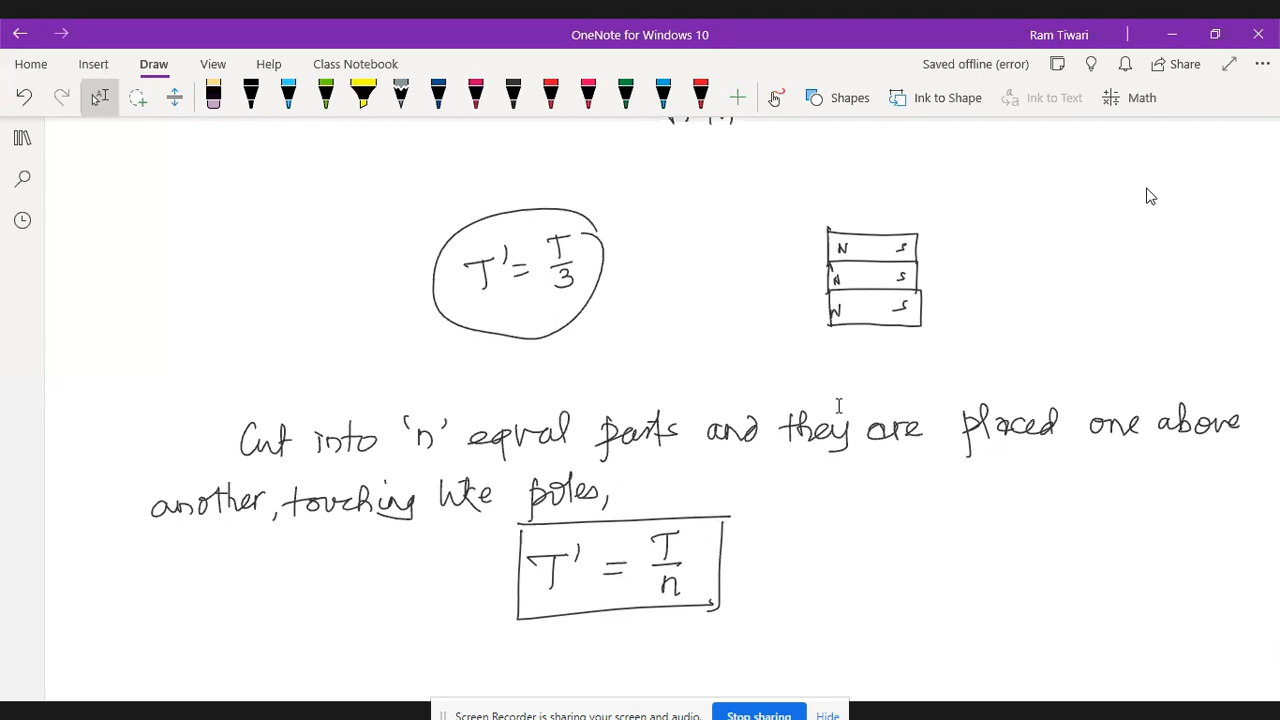 OneNote for Windows 10
Ram Tiwari
Home Insert Draw View Help Class Notebook
Saved offline (error) Share
Shapes Ink to Shape Ink to Text Math
T' = T/3
N S
N S
N S
Cut into 'n' equal parts and they are placed one above
another, touching like poles,
T' = T/n
Screen Recorder is sharing your screen and audio. Stop sharing Hide